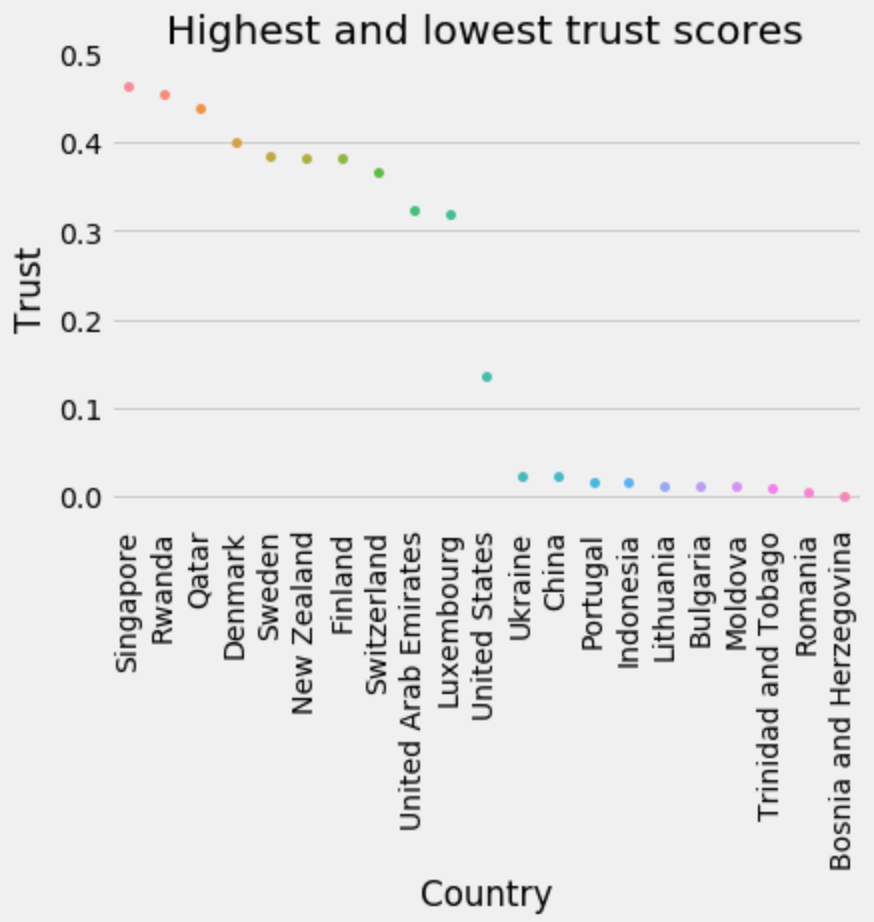 Highest and lowest trust scores
0.5
0.4
0.3
0.2
0.1
0.0
Trust
Singapore
Rwanda
Qatar
Denmark
Sweden
New Zealand
Finland
Switzerland
United Arab Emirates
Luxembourg
United States
Ukraine
China
Portugal
Indonesia
Lithuania
Bulgaria
Moldova
Trinidad and Tobago
Romania
Bosnia and Herzegovina
Country